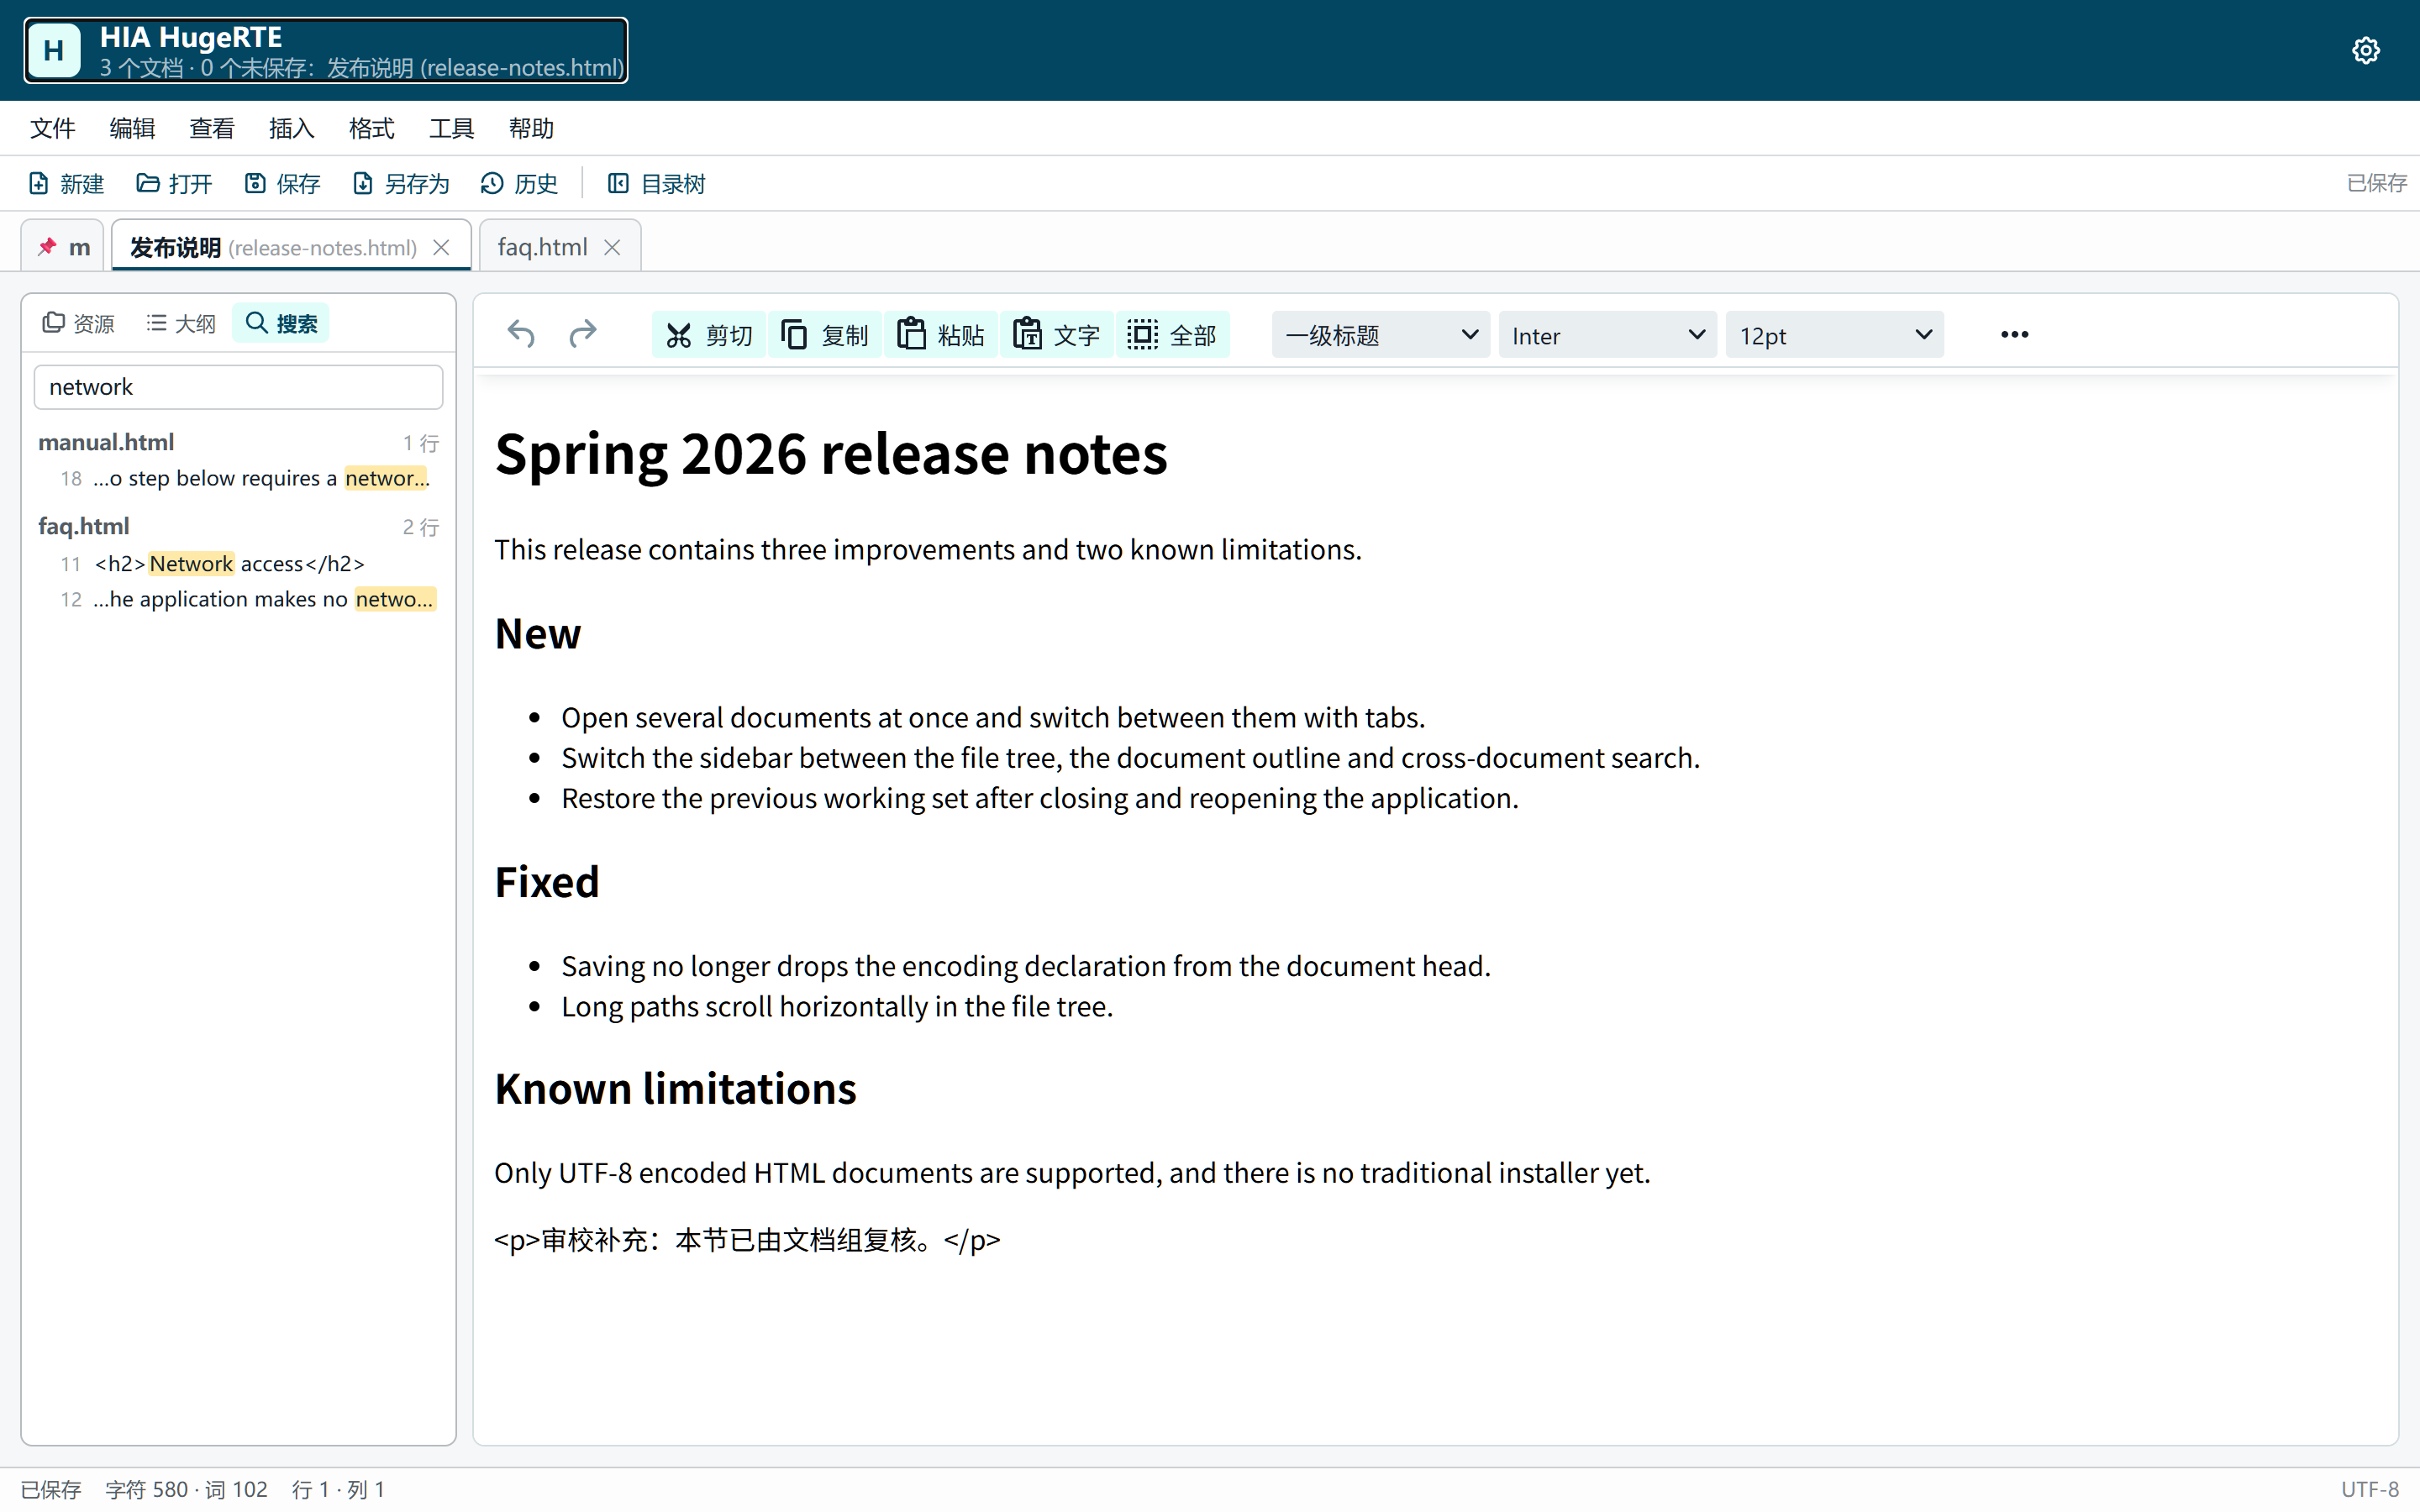 H
HIA HugeRTE
3 个文档 · 0 个未保存：发布说明 (release-notes.html)
文件 编辑 查看 插入 格式 工具 帮助
新建 打开 保存 另存为 历史 目录树 已保存
m 发布说明 (release-notes.html) faq.html
资源 大纲 搜索
network
manual.html 1 行
18 ...o step below requires a networ...
faq.html 2 行
11 <h2>Network access</h2>
12 ...he application makes no netwo...
剪切 复制 粘贴 文字 全部 一级标题 Inter 12pt
Spring 2026 release notes
This release contains three improvements and two known limitations.
New
• Open several documents at once and switch between them with tabs.
• Switch the sidebar between the file tree, the document outline and cross-document search.
• Restore the previous working set after closing and reopening the application.
Fixed
• Saving no longer drops the encoding declaration from the document head.
• Long paths scroll horizontally in the file tree.
Known limitations
Only UTF-8 encoded HTML documents are supported, and there is no traditional installer yet.
<p>审校补充：本节已由文档组复核。</p>
已保存 字符 580 · 词 102 行 1 · 列 1 UTF-8